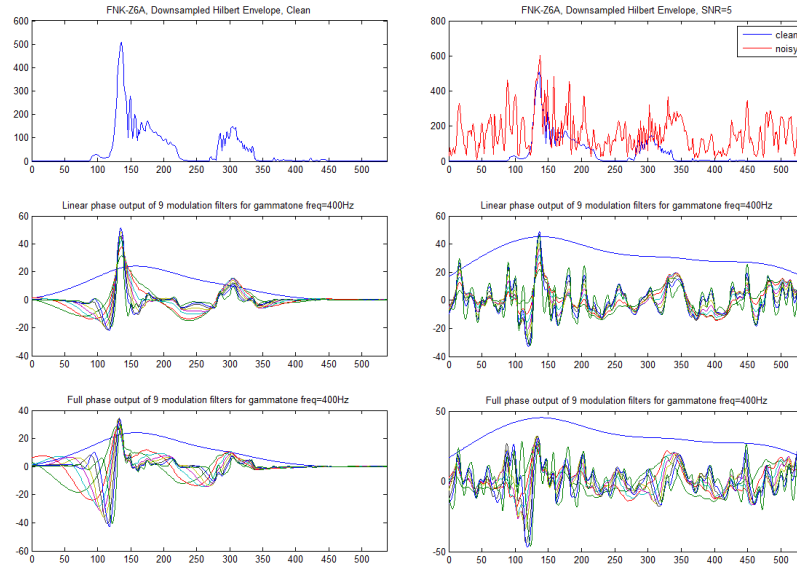 FNK-Z6A, Downsampled Hilbert Envelope, Clean
600
500
400
300
200
100
0
0 50 100 150 200 250 300 350 400 450 500
FNK-Z6A, Downsampled Hilbert Envelope, SNR=5
800
600
400
200
0
0 50 100 150 200 250 300 350 400 450 500
clean
noisy
Linear phase output of 9 modulation filters for gammatone freq=400Hz
60
40
20
0
-20
-40
0 50 100 150 200 250 300 350 400 450 500
Linear phase output of 9 modulation filters for gammatone freq=400Hz
60
40
20
0
-20
-40
0 50 100 150 200 250 300 350 400 450 500
Full phase output of 9 modulation filters for gammatone freq=400Hz
40
20
0
-20
-40
-60
0 50 100 150 200 250 300 350 400 450 500
Full phase output of 9 modulation filters for gammatone freq=400Hz
50
0
-50
0 50 100 150 200 250 300 350 400 450 500